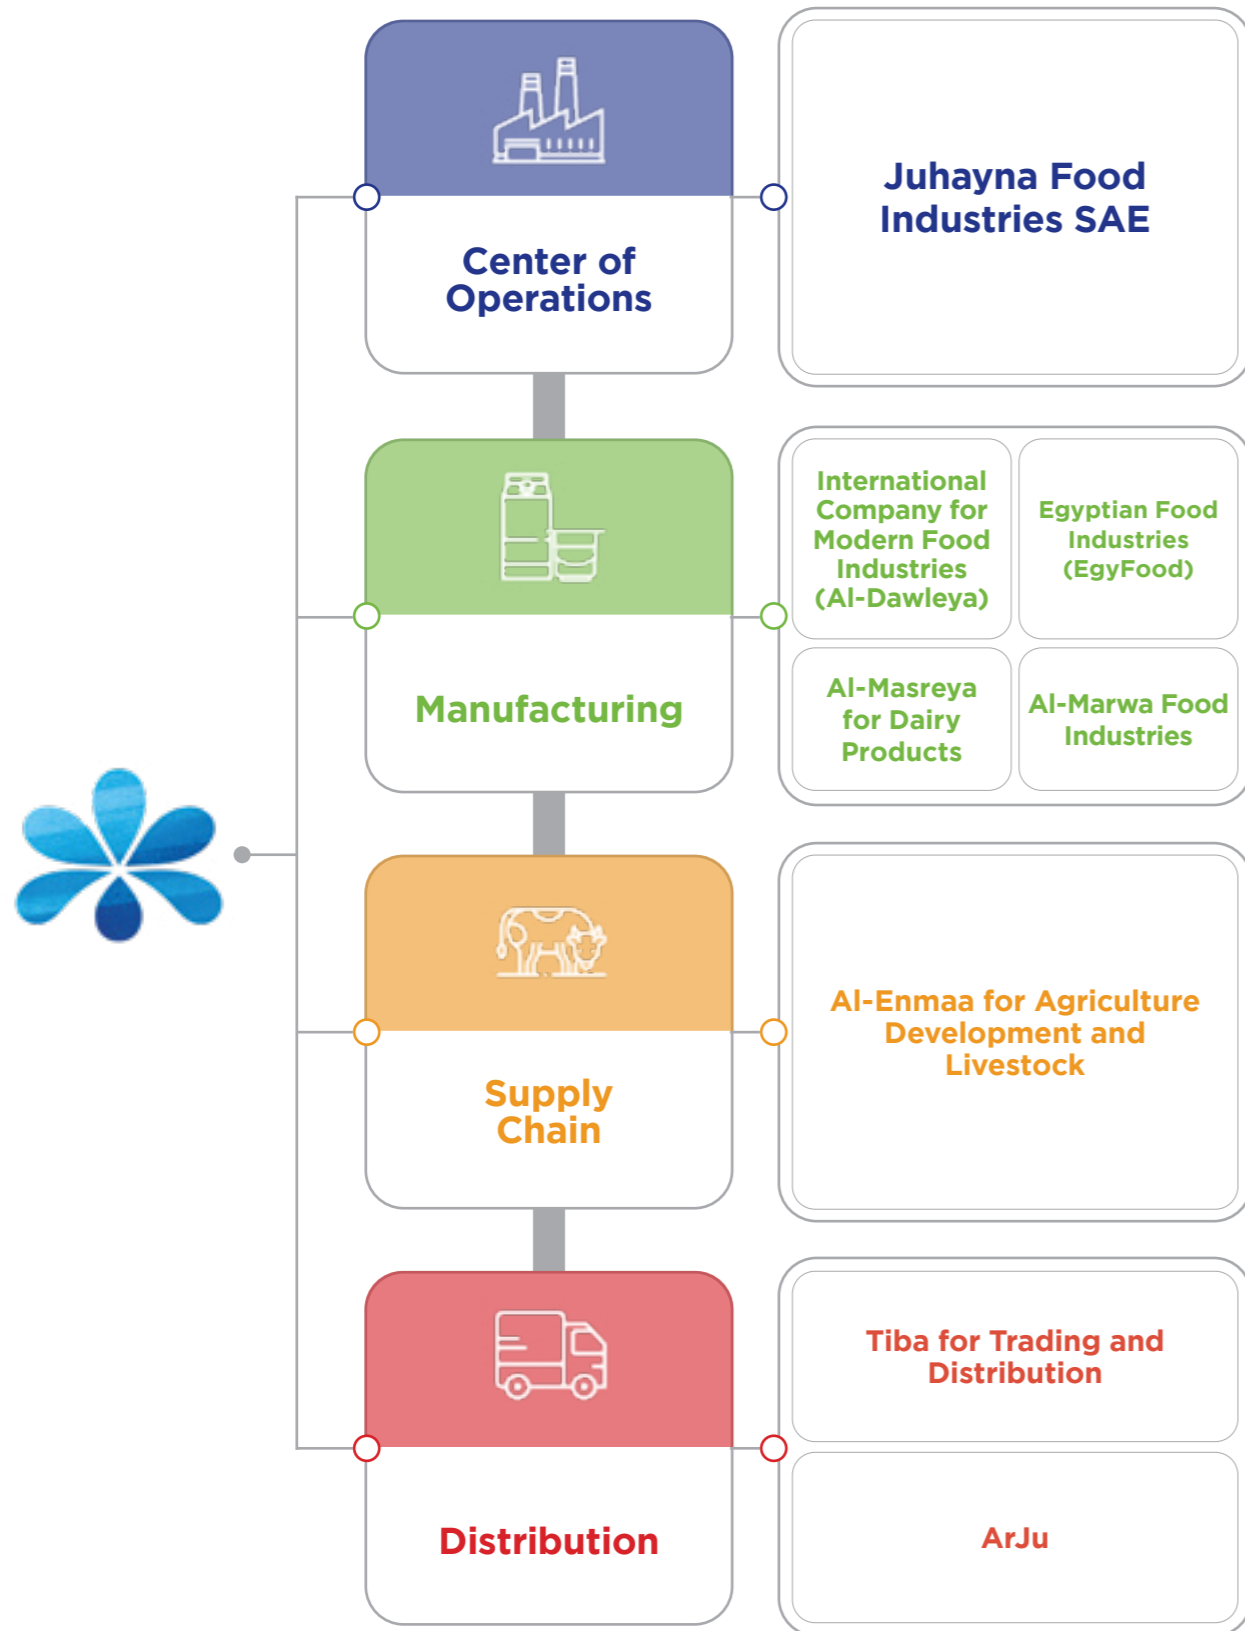 Center of
Operations
Juhayna Food
Industries SAE
Manufacturing
International
Company for
Modern Food
Industries
(Al-Dawleya)
Egyptian Food
Industries
(EgyFood)
Al-Masreya
for Dairy
Products
Al-Marwa Food
Industries
Supply
Chain
Al-Enmaa for Agriculture
Development and
Livestock
Distribution
Tiba for Trading and
Distribution
ArJu